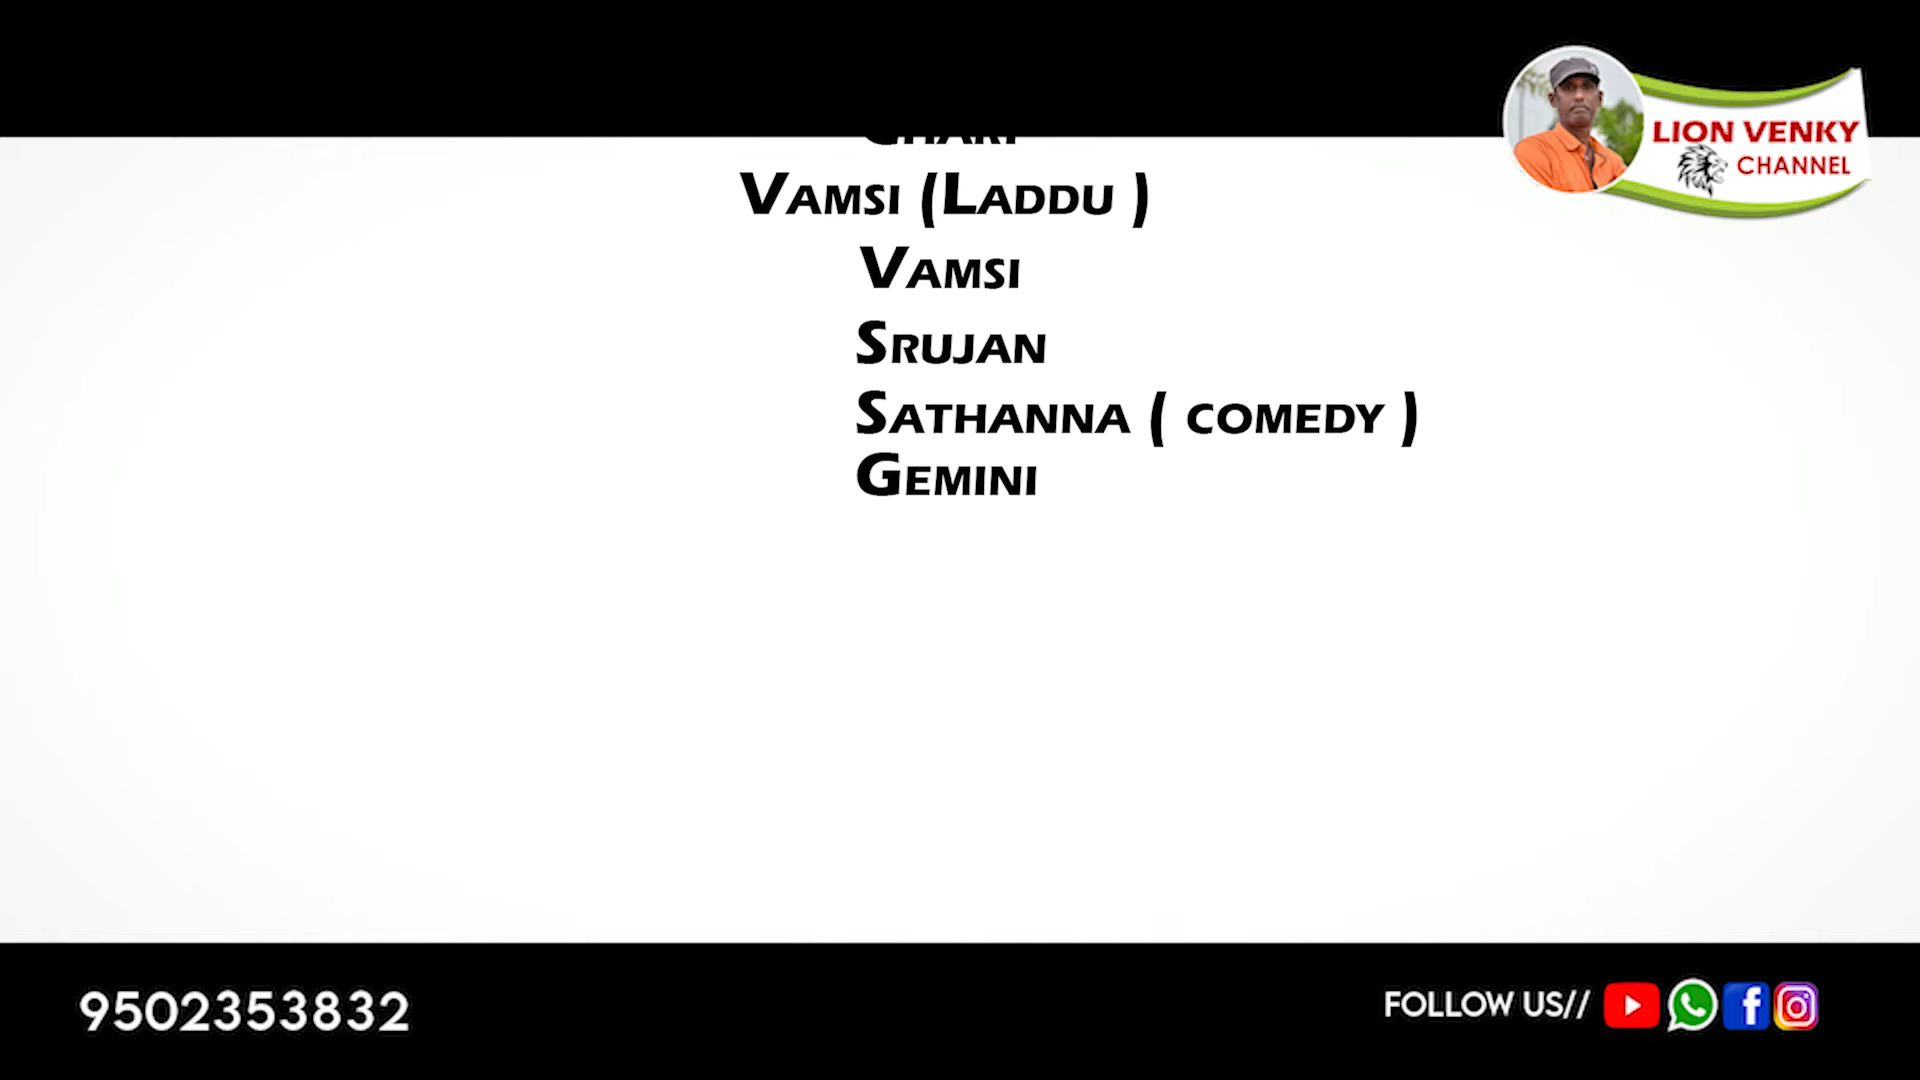 LION VENKY
CHANNEL
VAMSI (LADDU )
VAMSI
SRUJAN
SATHANNA ( COMEDY )
GEMINI
9502353832
FOLLOW US//